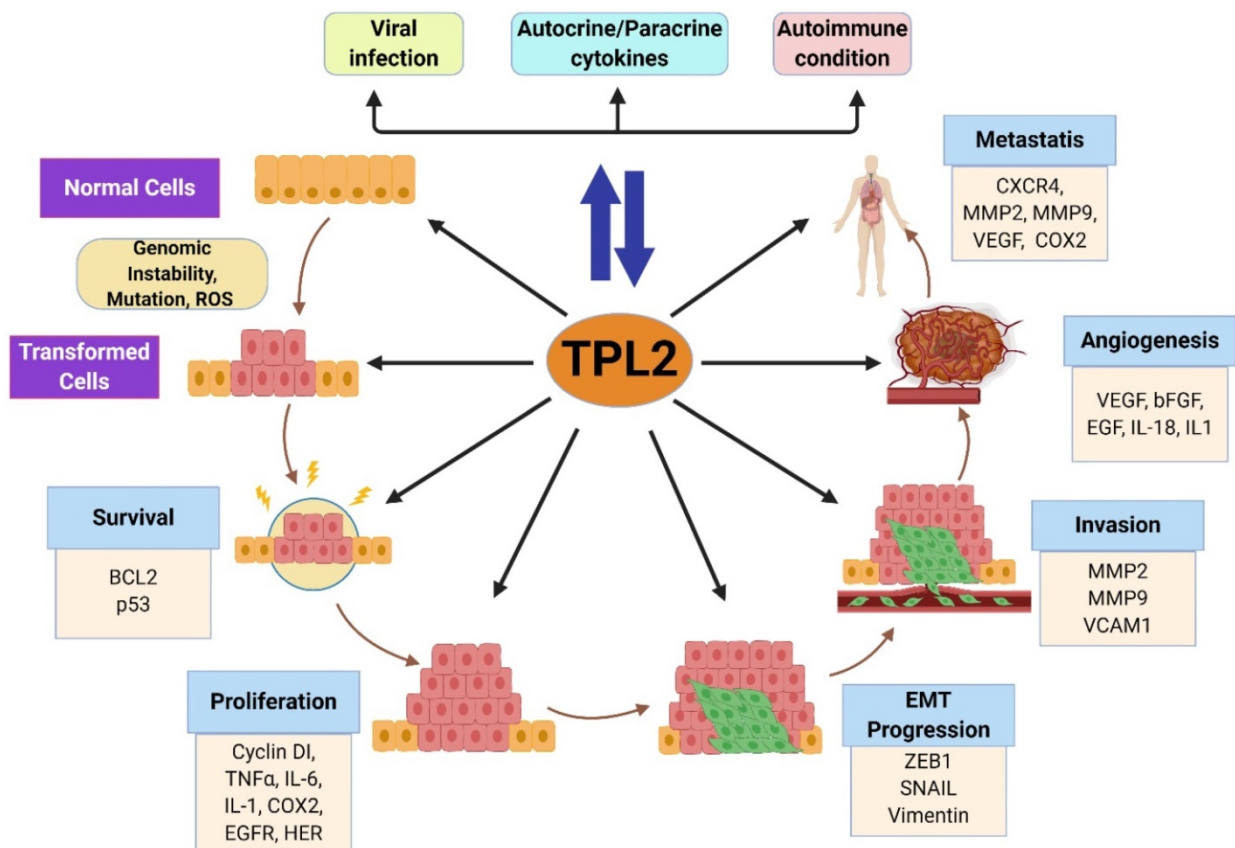 Viral
infection
Autocrine/Paracrine
cytokines
Autoimmune
condition
Normal Cells
Genomic
Instability,
Mutation, ROS
Transformed
Cells
Survival
BCL2
p53
Proliferation
Cyclin DI,
TNFα, IL-6,
IL-1, COX2,
EGFR, HER
TPL2
EMT
Progression
ZEB1
SNAIL
Vimentin
Invasion
MMP2
MMP9
VCAM1
Angiogenesis
VEGF, bFGF,
EGF, IL-18, IL1
Metastatis
CXCR4,
MMP2, MMP9,
VEGF, COX2